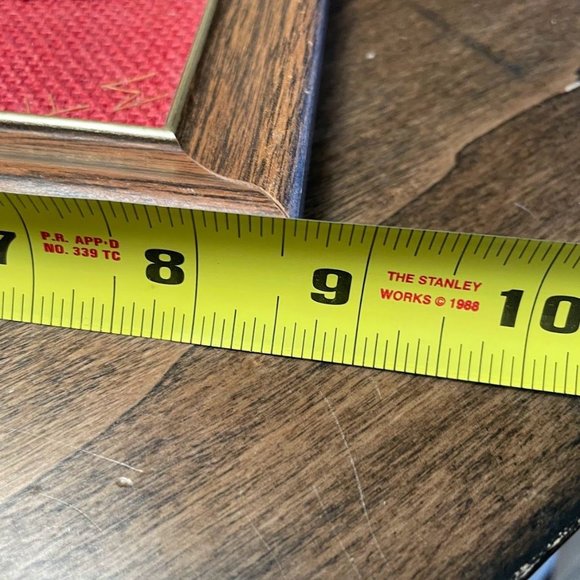 7 P.R. APP'D 8 9 THE STANLEY 10
NO. 339 TC WORKS © 1988